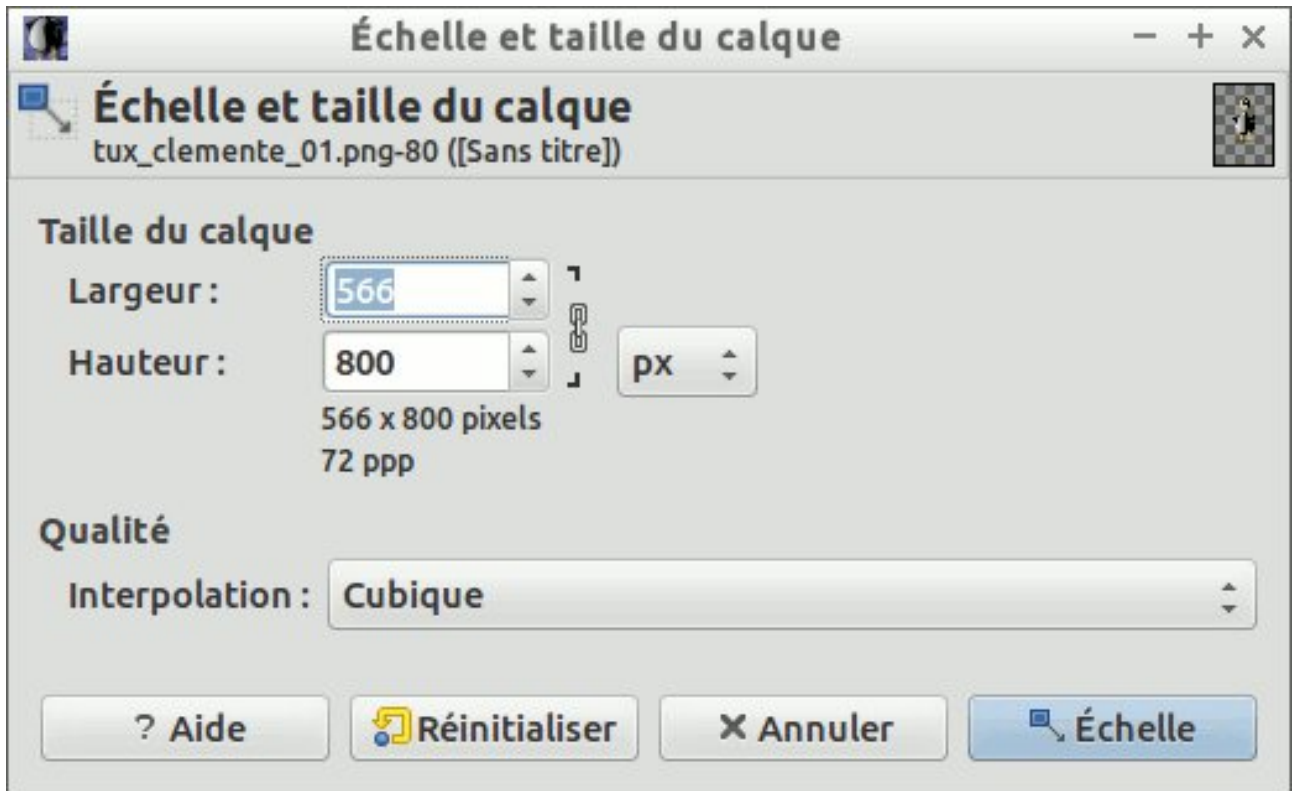 Échelle et taille du calque
Échelle et taille du calque
tux_clemente_01.png-80 ([Sans titre])
Taille du calque
Largeur : 566
Hauteur : 800 px
566 x 800 pixels
72 ppp
Qualité
Interpolation : Cubique
? Aide Réinitialiser Annuler Échelle